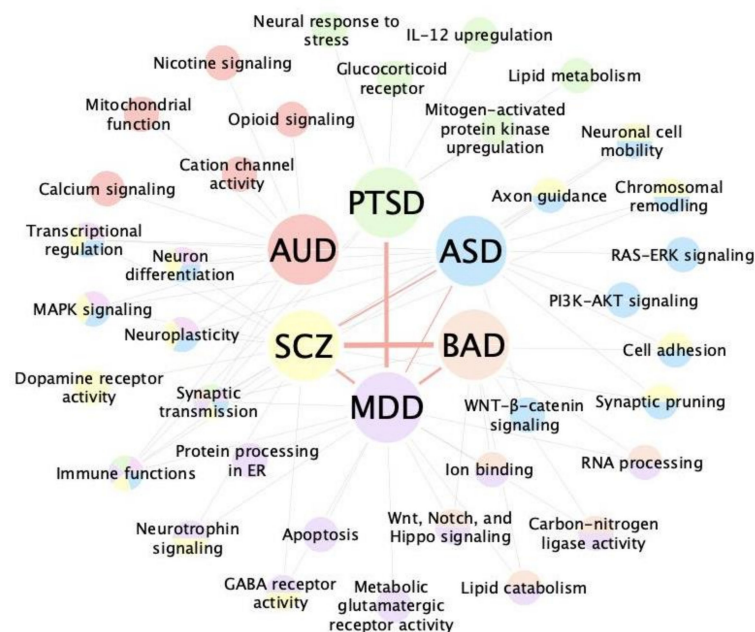 Neural response to
stress
IL-12 upregulation
Nicotine signaling
Glucocorticoid
receptor
Lipid metabolism
Mitochondrial
function
Opioid signaling
Mitogen-activated
protein kinase
upregulation
Neuronal cell
mobility
Cation channel
activity
Calcium signaling
PTSD
Axon guidance
Chromosomal
remodling
Transcriptional
regulation
Neuron
differentiation
AUD
ASD
RAS-ERK signaling
MAPK signaling
Neuroplasticity
PI3K-AKT signaling
SCZ
BAD
Cell adhesion
Dopamine receptor
activity
Synaptic
transmission
MDD
WNT-β-catenin
signaling
Synaptic pruning
Immune functions
Protein processing
in ER
Ion binding
RNA processing
Neurotrophin
signaling
Apoptosis
Wnt, Notch, and
Hippo signaling
Carbon-nitrogen
ligase activity
GABA receptor
activity
Metabolic
glutamatergic
receptor activity
Lipid catabolism